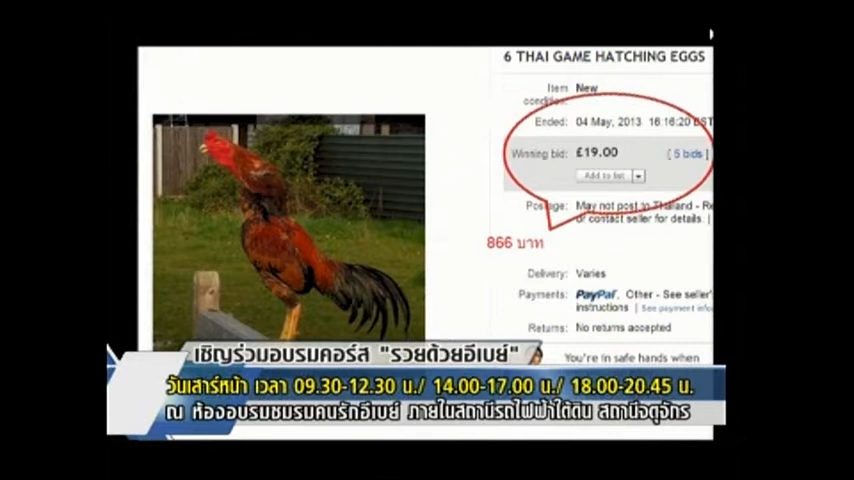 6 THAI GAME HATCHING EGGS
Item condition: New
Ended: 04 May, 2013 16:16:20 BST
Winning bid: £19.00 [ 5 bids ]
Add to list
Postage: May not post to Thailand - Re
or contact seller for details. |
866 บาท
Delivery: Varies
Payments: PayPal, Other - See seller's
instructions | See payment info
Returns: No returns accepted
You're in safe hands when
เชิญร่วมอบรมคอร์ส "รวยด้วยอีเบย์"
วันเสาร์หน้า เวลา 09.30-12.30 น./ 14.00-17.00 น./ 18.00-20.45 น.
ณ ห้องอบรมชมรมคนรักอีเบย์ ภายในสถานีรถไฟฟ้าใต้ดิน สถานีจตุจักร